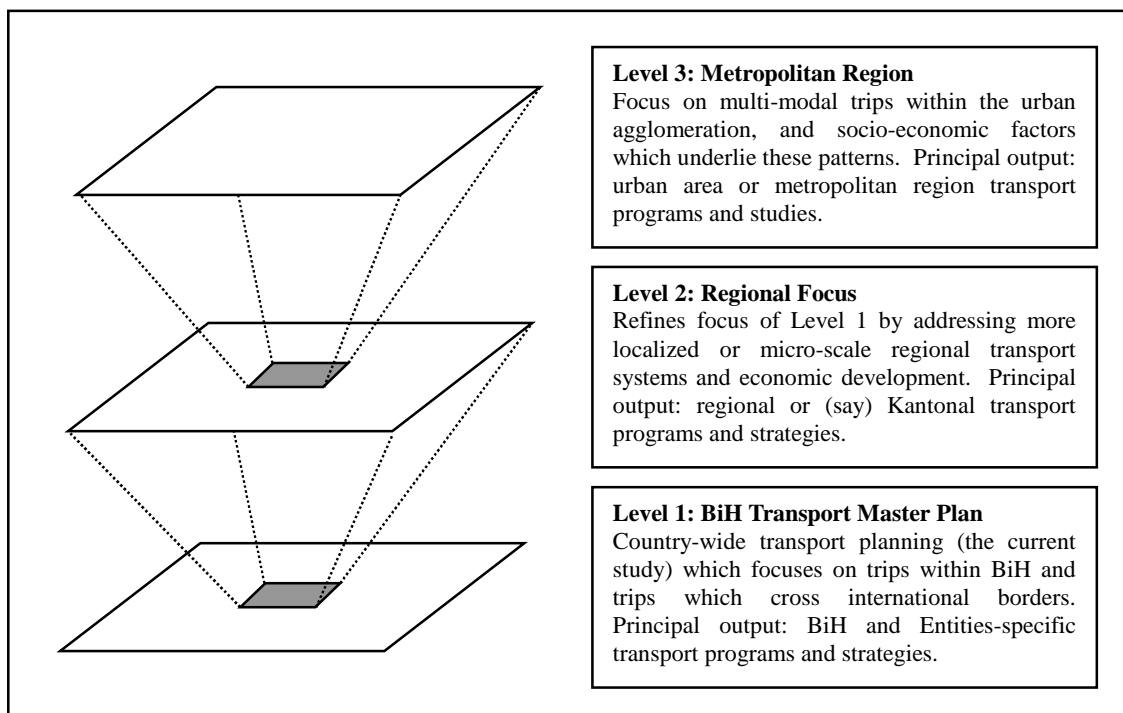 Level 3: Metropolitan Region
Focus on multi-modal trips within the urban
agglomeration, and socio-economic factors
which underlie these patterns. Principal output:
urban area or metropolitan region transport
programs and studies.
Level 2: Regional Focus
Refines focus of Level 1 by addressing more
localized or micro-scale regional transport
systems and economic development. Principal
output: regional or (say) Kantonal transport
programs and strategies.
Level 1: BiH Transport Master Plan
Country-wide transport planning (the current
study) which focuses on trips within BiH and
trips which cross international borders.
Principal output: BiH and Entities-specific
transport programs and strategies.